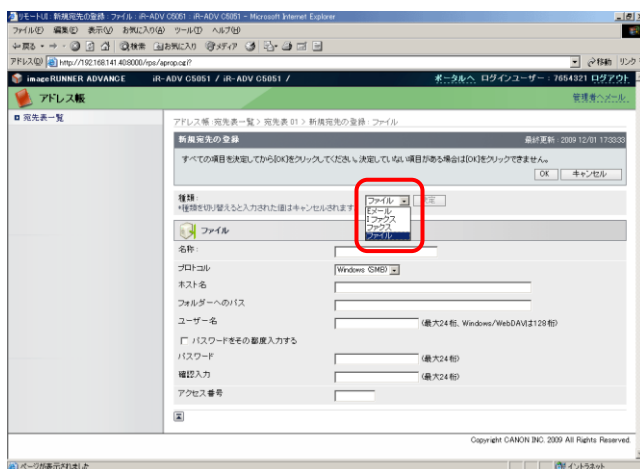 リモートUI : 新規宛先の登録 : ファイル : iR-ADV C5051 : iR-ADV C5051 - Microsoft Internet Explorer
ファイル(F) 編集(E) 表示(V) お気に入り(A) ツール(T) ヘルプ(H)
戻る 検索 お気に入り メディア
アドレス(D) http://192.168.141.40:8000/rps/aprop.cgi? 移動 リンク
imageRUNNER ADVANCE iR-ADV C5051 / iR-ADV C5051 / ポータルへ ログインユーザー : 7654321 ログアウト
アドレス帳 管理者へメール
宛先表一覧
アドレス帳 : 宛先表一覧 > 宛先表 01 > 新規宛先の登録 : ファイル
新規宛先の登録 最終更新 : 2009 12/01 17:33:33
すべての項目を決定してから[OK]をクリックしてください。決定していない項目がある場合は[OK]をクリックできません。
OK キャンセル
種類 : ファイル 設定
*種類を切り替えると入力された値はキャンセルされます
Eメール
Iファクス
ファクス
ファイル
ファイル
名称 :
プロトコル Windows (SMB)
ホスト名
フォルダーへのパス
ユーザー名 (最大24桁、Windows/WebDAVは128桁)
パスワードをその都度入力する
パスワード (最大24桁)
確認入力 (最大24桁)
アクセス番号
Copyright CANON INC. 2009 All Rights Reserved.
ページが表示されました イントラネット